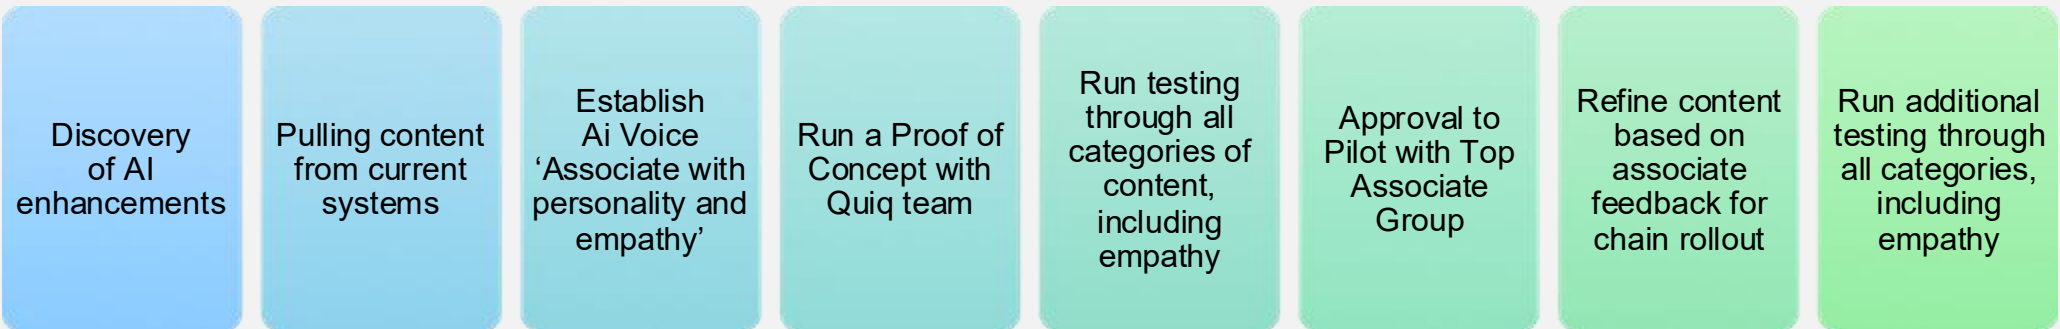 Discovery
of AI
enhancements
Pulling content
from current
systems
Establish
Ai Voice
‘Associate with
personality and
empathy’
Run a Proof of
Concept with
Quiq team
Run testing
through all
categories of
content,
including
empathy
Approval to
Pilot with Top
Associate
Group
Refine content
based on
associate
feedback for
chain rollout
Run additional
testing through
all categories,
including
empathy